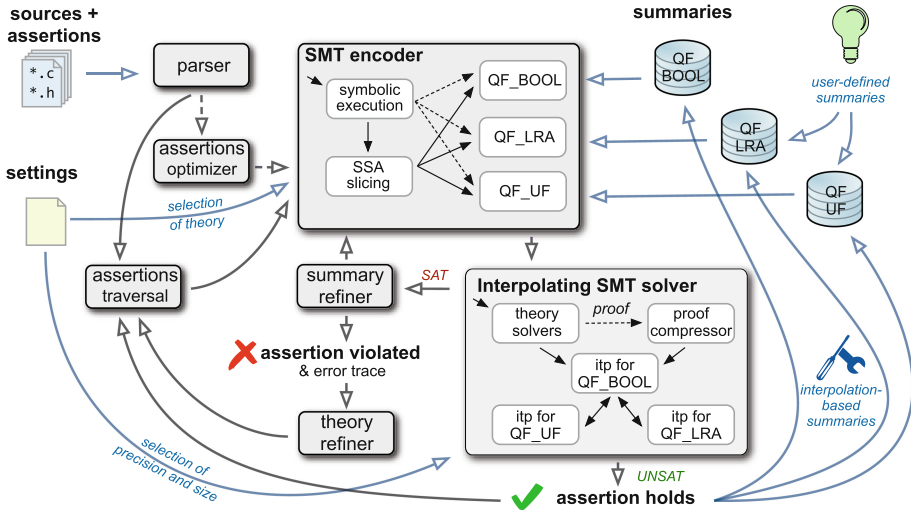 sources +
assertions
*.c
*.h
parser
assertions
optimizer
settings
selection
of theory
assertions
traversal
SMT encoder
symbolic
execution
SSA
slicing
QF_BOOL
QF_LRA
QF_UF
summaries
QF
BOOL
QF
LRA
QF
UF
user-defined
summaries
summary
refiner
SAT
assertion violated
& error trace
theory
refiner
Interpolating SMT solver
theory
solvers
proof
proof
compressor
itp for
QF_BOOL
itp for
QF_UF
itp for
QF_LRA
interpolation-
based
summaries
selection of
precision and size
UNSAT
assertion holds